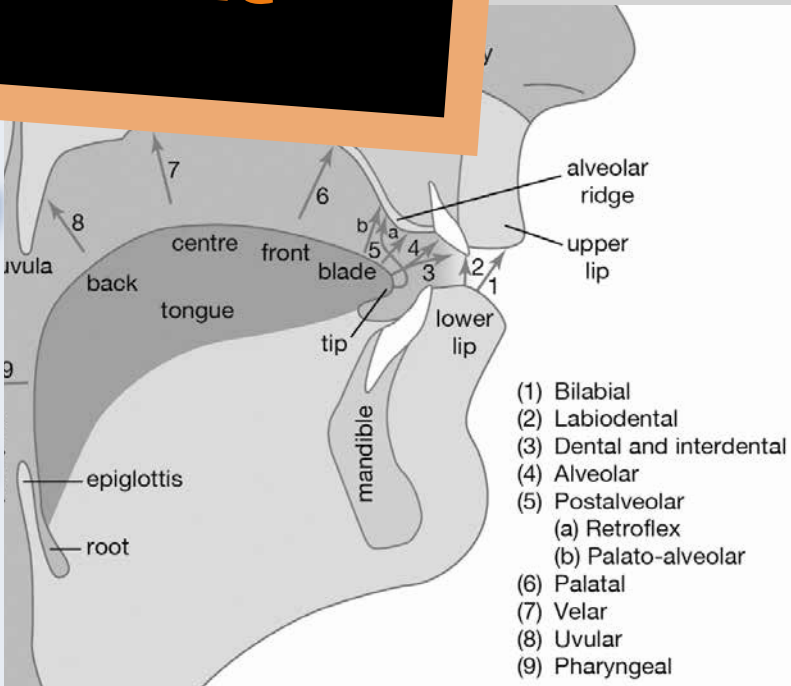 alveolar
ridge
upper
lip
7
6
8
b
a
5
4
3
2
1
centre
front
blade
back
tongue
uvula
tip
lower
lip
9
mandible
epiglottis
root
(1) Bilabial
(2) Labiodental
(3) Dental and interdental
(4) Alveolar
(5) Postalveolar
(a) Retroflex
(b) Palato-alveolar
(6) Palatal
(7) Velar
(8) Uvular
(9) Pharyngeal